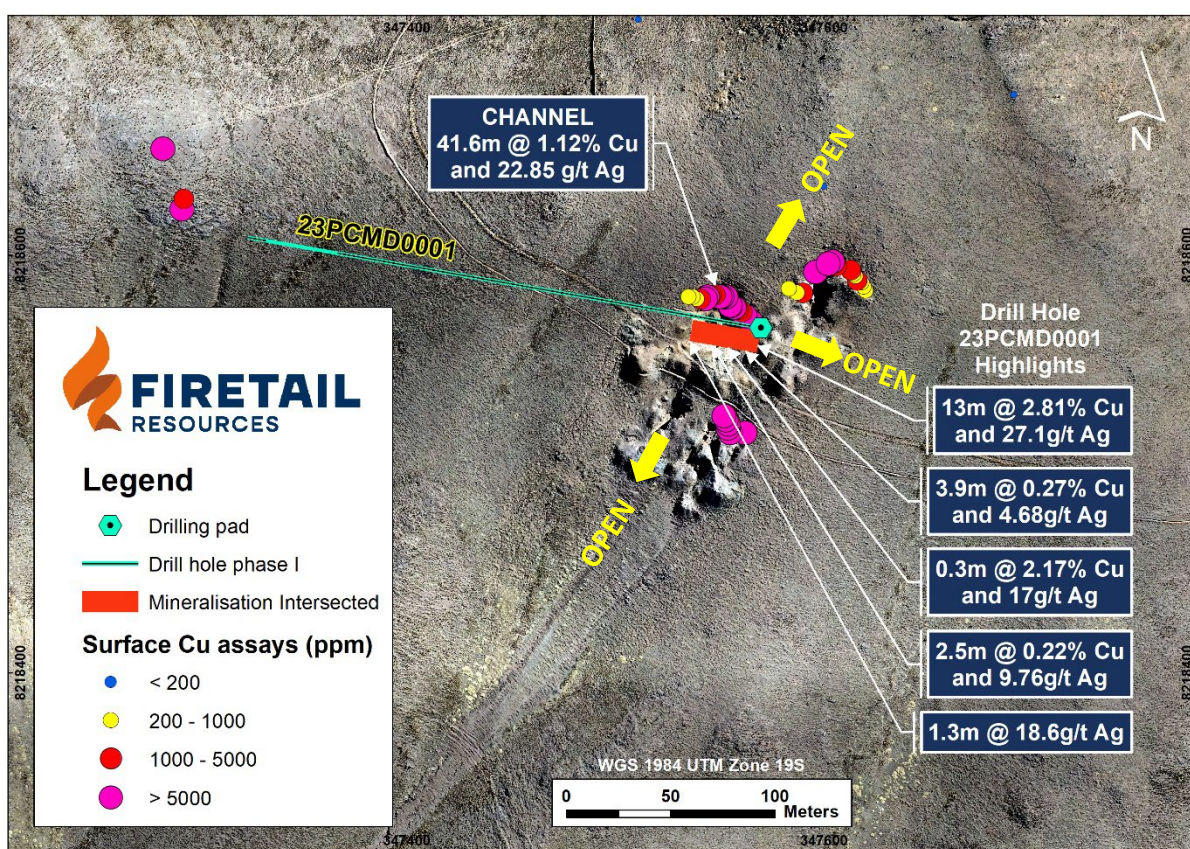 347400
347600
CHANNEL
41.6m @ 1.12% Cu
and 22.85 g/t Ag
OPEN
N
23PCMD0001
8218600
8218600
Drill Hole
23PCMD0001
Highlights
OPEN
13m @ 2.81% Cu
and 27.1g/t Ag
3.9m @ 0.27% Cu
and 4.68g/t Ag
0.3m @ 2.17% Cu
and 17g/t Ag
2.5m @ 0.22% Cu
and 9.76g/t Ag
1.3m @ 18.6g/t Ag
OPEN
FIRETAIL
RESOURCES
Legend
Drilling pad
Drill hole phase I
Mineralisation Intersected
Surface Cu assays (ppm)
< 200
200 - 1000
1000 - 5000
> 5000
8218400
8218400
WGS 1984 UTM Zone 19S
0 50 100
Meters
347400
347600